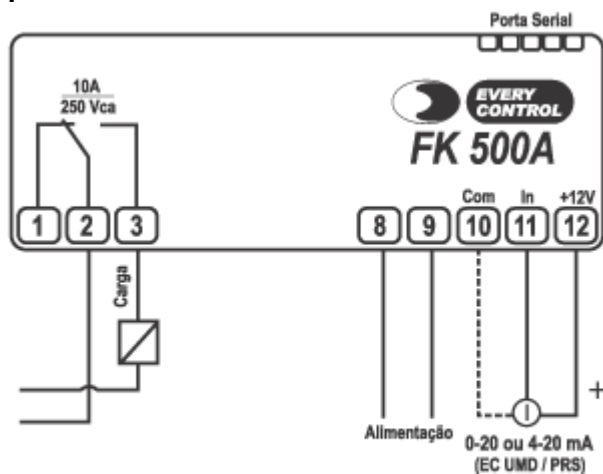 Porta Serial
10A
250 Vca
EVERY
CONTROL
FK 500A
Com In +12V
1 2 3 8 9 10 11 12
Carga
+
I
Alimentação
0-20 ou 4-20 mA
(EC UMD / PRS)